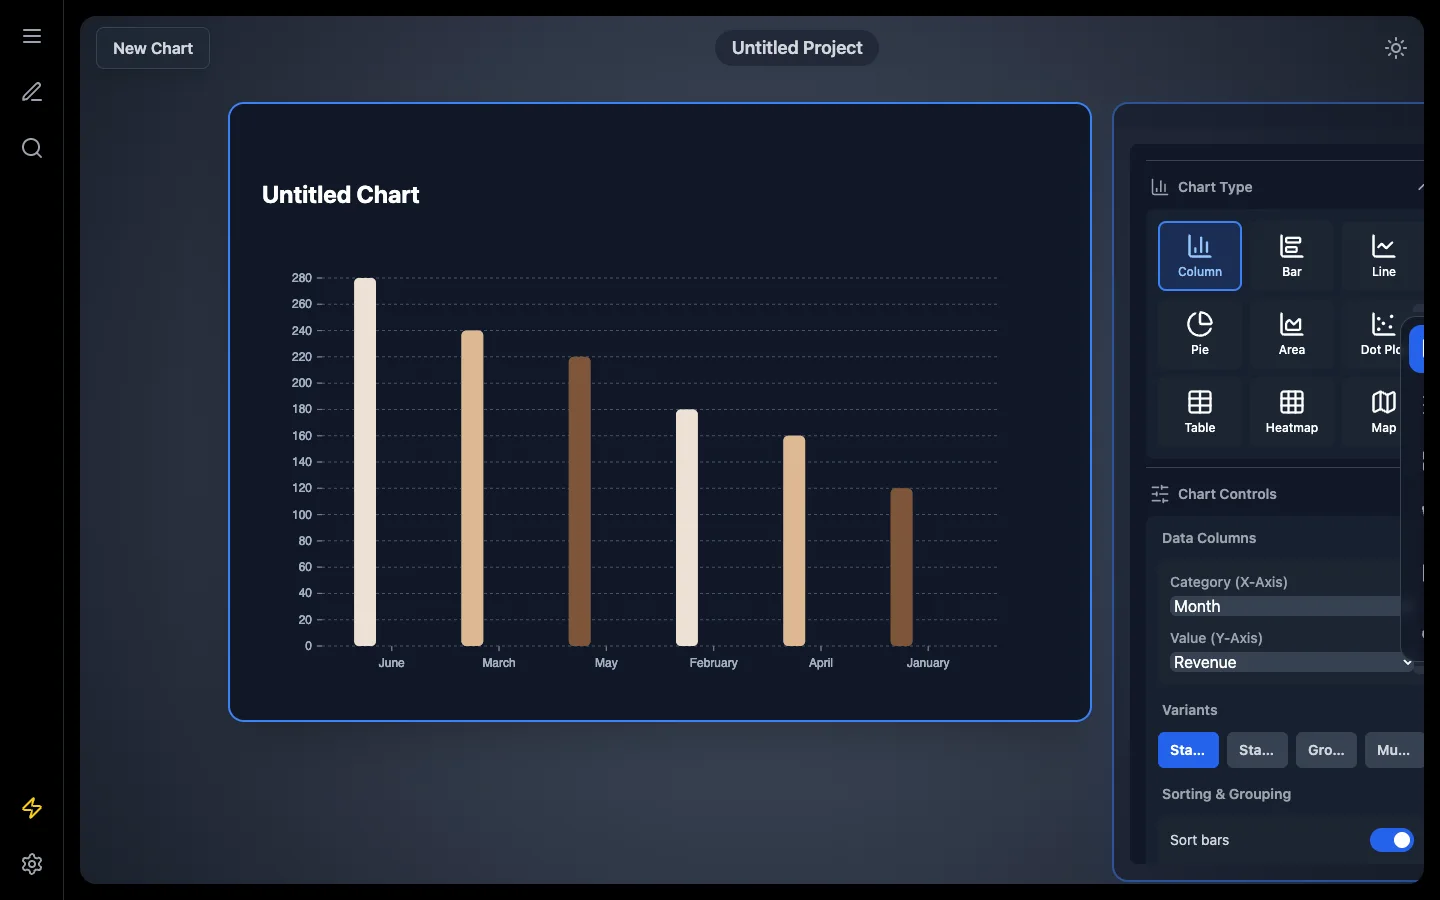 New Chart
Untitled Project
Untitled Chart
280
260
240
220
200
180
160
140
120
100
80
60
40
20
0
June
March
May
February
April
January
Chart Type
Column
Bar
Line
Pie
Area
Dot Plo
Table
Heatmap
Map
Chart Controls
Data Columns
Category (X-Axis)
Month
Value (Y-Axis)
Revenue
Variants
Sta... Sta... Gro... Mu...
Sorting & Grouping
Sort bars